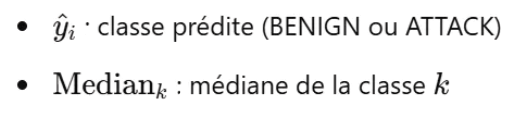 • ŷᵢ : classe prédite (BENIGN ou ATTACK)
• Medianₖ : médiane de la classe k